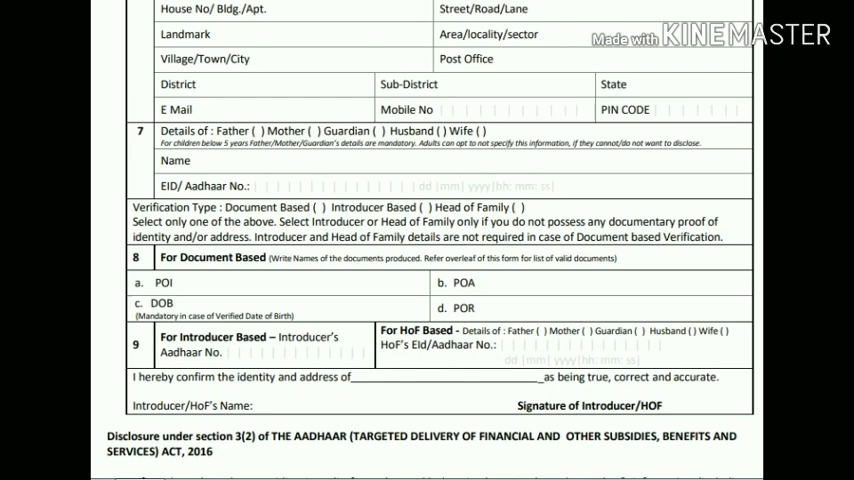 House No/ Bldg./Apt. Street/Road/Lane
Landmark Area/locality/sector
Made with KINEMASTER
Village/Town/City Post Office
District Sub-District State
E Mail Mobile No PIN CODE
7 Details of : Father ( ) Mother ( ) Guardian ( ) Husband ( ) Wife ( )
For children below 5 years Father/Mother/Guardian's details are mandatory. Adults can opt to not specify this information, if they cannot/do not want to disclose.
Name
EID/ Aadhaar No.: | | | | | | | | | | | | | | dd |mm| yyyy|hh: mm: ss|
Verification Type : Document Based ( ) Introducer Based ( ) Head of Family ( )
Select only one of the above. Select Introducer or Head of Family only if you do not possess any documentary proof of
identity and/or address. Introducer and Head of Family details are not required in case of Document based Verification.
8 For Document Based (Write Names of the documents produced. Refer overleaf of this form for list of valid documents)
a. POI b. POA
c. DOB
(Mandatory in case of Verified Date of Birth)
d. POR
9 For Introducer Based – Introducer's
Aadhaar No.
For HoF Based - Details of : Father ( ) Mother ( ) Guardian ( ) Husband ( ) Wife ( )
HoF's EId/Aadhaar No.:
dd |mm| yyyy|hh: mm: ss|
I hereby confirm the identity and address of______________________________as being true, correct and accurate.
Introducer/HoF's Name: Signature of Introducer/HOF
Disclosure under section 3(2) of THE AADHAAR (TARGETED DELIVERY OF FINANCIAL AND OTHER SUBSIDIES, BENEFITS AND
SERVICES) ACT, 2016